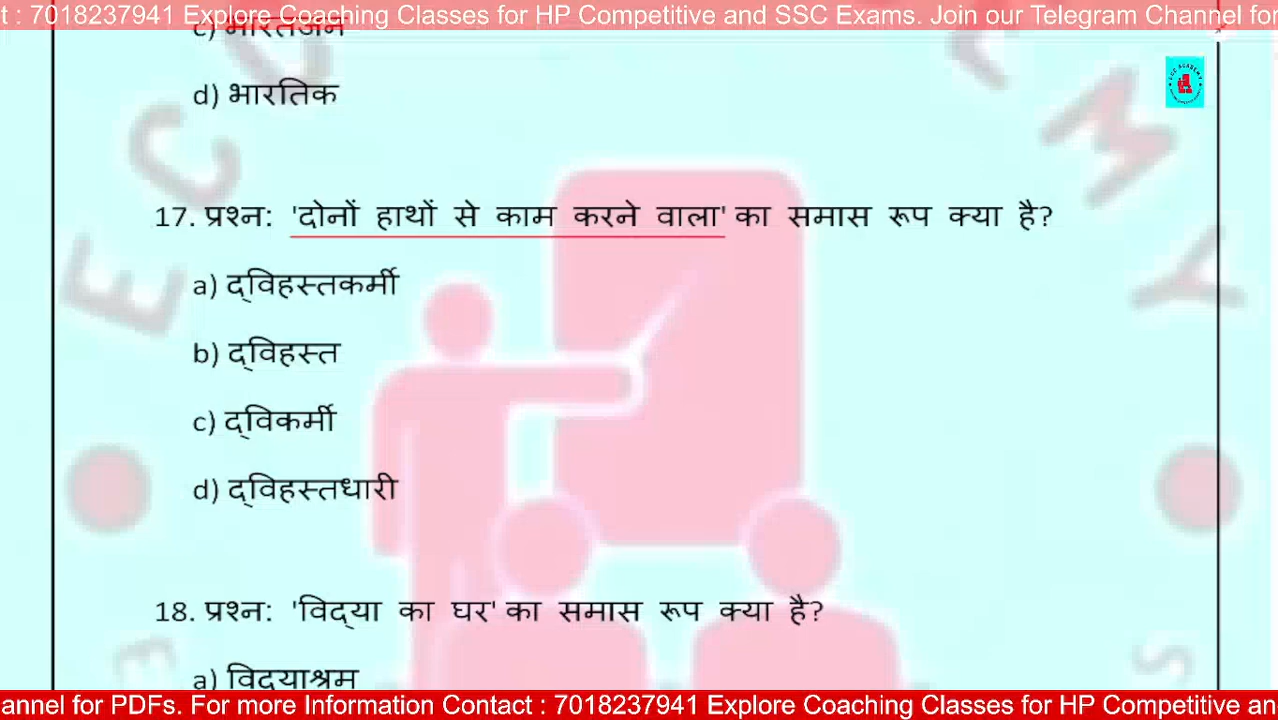 t : 7018237941 Explore Coaching Classes for HP Competitive and SSC Exams. Join our Telegram Channel for
c) भारतजन
d) भारतिक
17. प्रश्न: 'दोनों हाथों से काम करने वाला' का समास रूप क्या है?
a) द्विहस्तकर्मी
b) द्विहस्त
c) द्विकर्मी
d) द्विहस्तधारी
18. प्रश्न: 'विद्या का घर' का समास रूप क्या है?
a) विद्याश्रम
annel for PDFs. For more Information Contact : 7018237941 Explore Coaching Classes for HP Competitive an